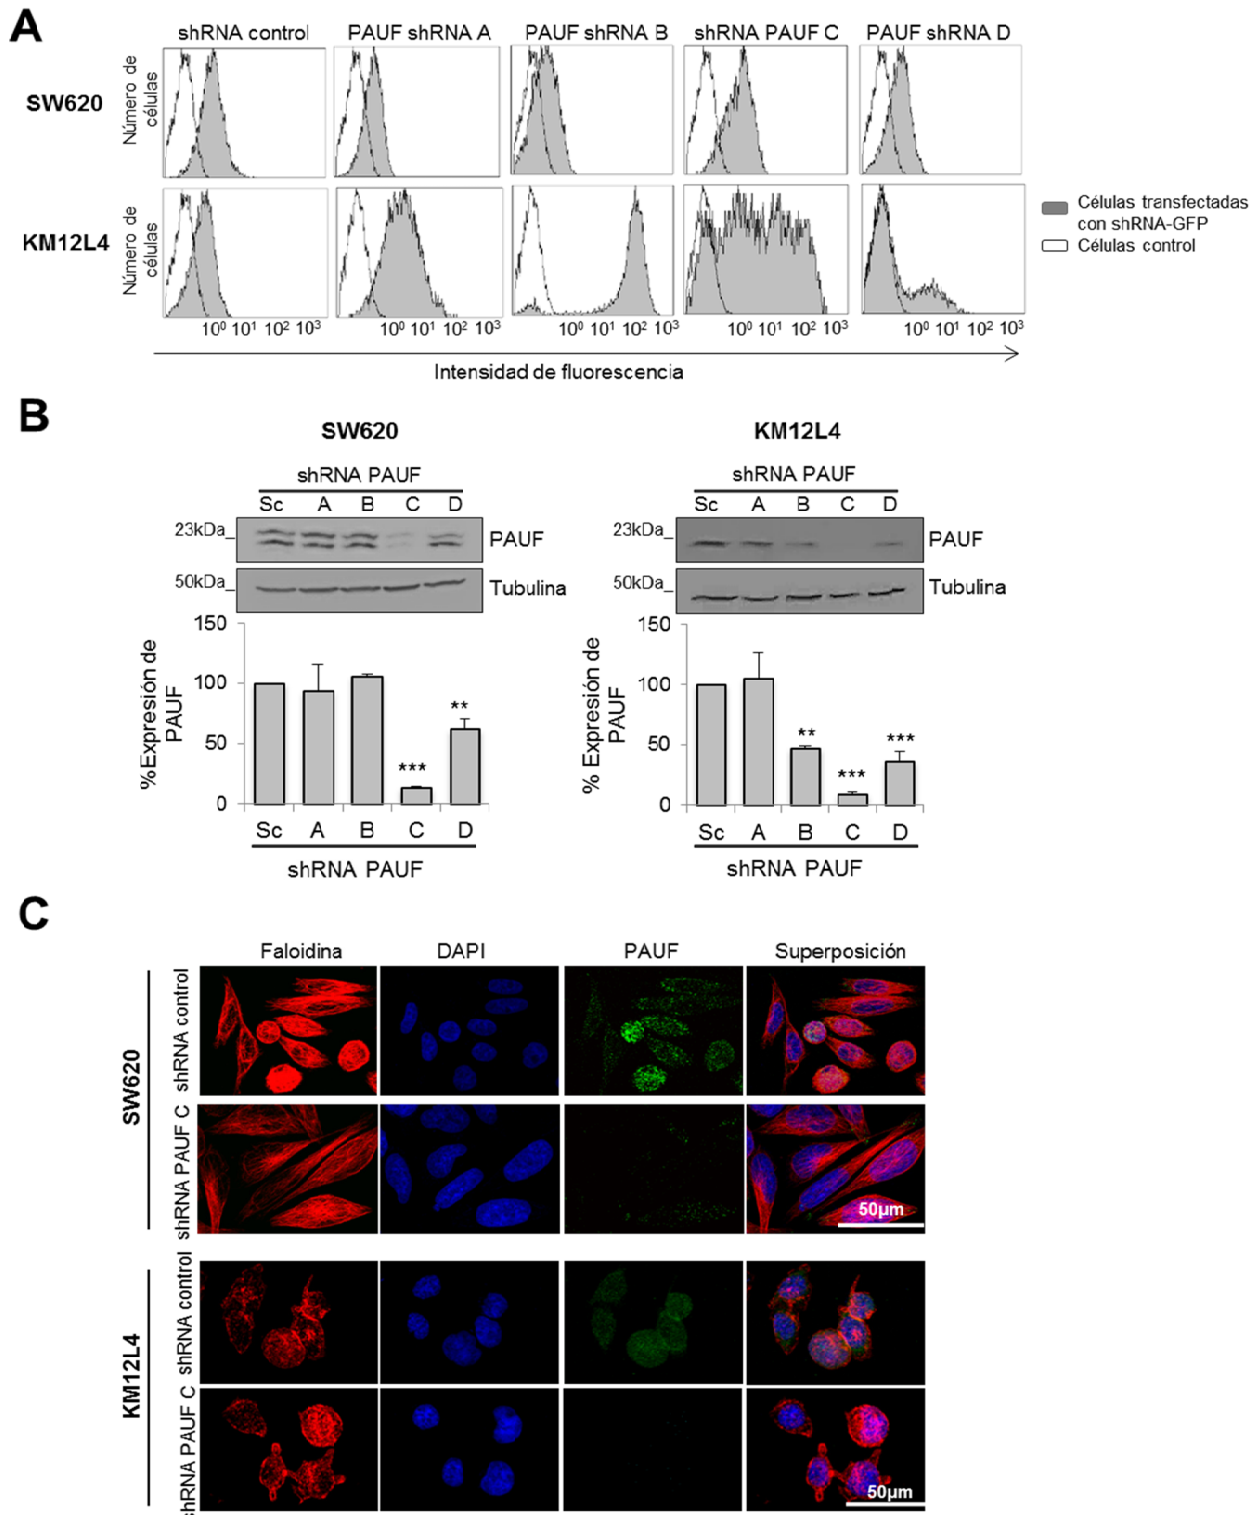 A
shRNA control PAUF shRNA A PAUF shRNA B shRNA PAUF C PAUF shRNA D
SW620
Número de
células
KM12L4
Número de
células
Células transfectadas
con shRNA-GFP
Células control
10⁰ 10¹ 10² 10³ 10⁰ 10¹ 10² 10³ 10⁰ 10¹ 10² 10³ 10⁰ 10¹ 10² 10³ 10⁰ 10¹ 10² 10³
Intensidad de fluorescencia
B
SW620
shRNA PAUF
Sc A B C D
23kDa_ PAUF
50kDa_ Tubulina
%Expresión de
PAUF
150
100
50
0
***
**
Sc A B C D
shRNA PAUF
KM12L4
shRNA PAUF
Sc A B C D
23kDa_ PAUF
50kDa_ Tubulina
% Expresión de
PAUF
150
100
50
0
**
***
***
Sc A B C D
shRNA PAUF
C
Faloidina DAPI PAUF Superposición
SW620
shRNA control
shRNA PAUF C
50µm
KM12L4
shRNA control
shRNA PAUF C
50µm